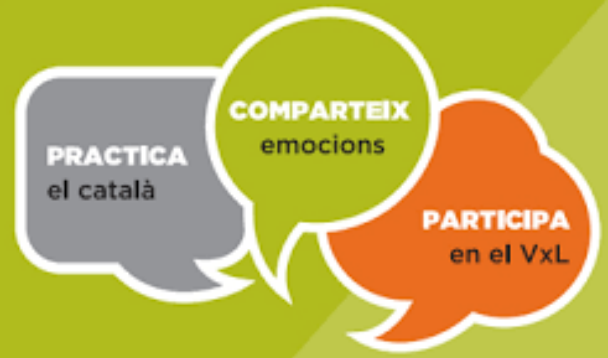 PRACTICA
el català
COMPARTEIX
emocions
PARTICIPA
en el VxL